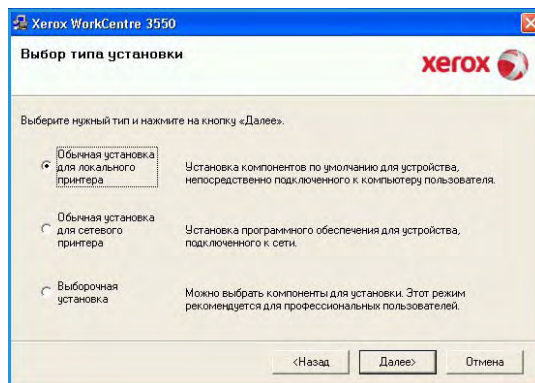 Xerox WorkCentre 3550
Выбор типа установки
xerox
Выберите нужный тип и нажмите на кнопку «Далее».
Обычная установка
для локального
принтера
Установка компонентов по умолчанию для устройства,
непосредственно подключенного к компьютеру пользователя.
Обычная установка
для сетевого
принтера
Установка программного обеспечения для устройства,
подключенного к сети.
Выборочная
установка
Можно выбрать компоненты для установки. Этот режим
рекомендуется для профессиональных пользователей.
<Назад
Далее>
Отмена